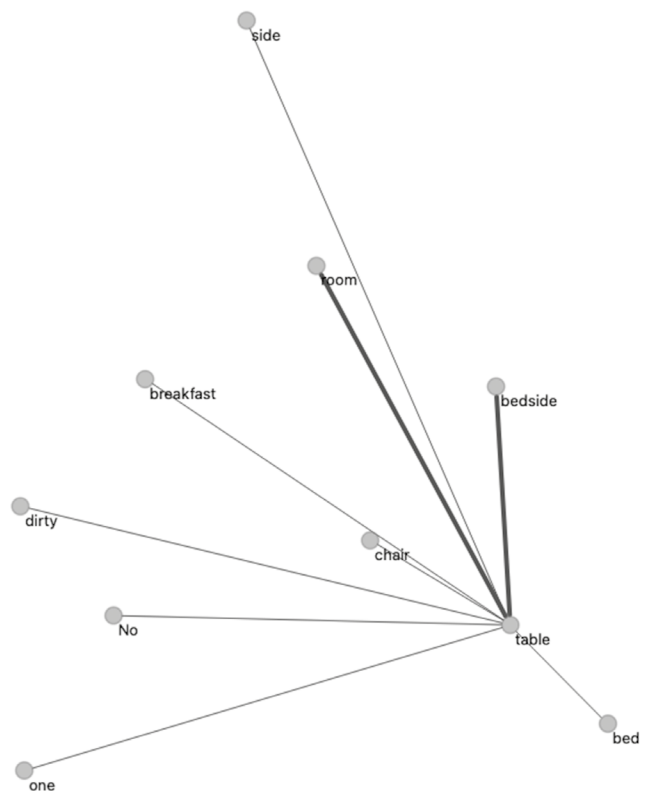 side
room
breakfast
bedside
dirty
chair
No
table
bed
one